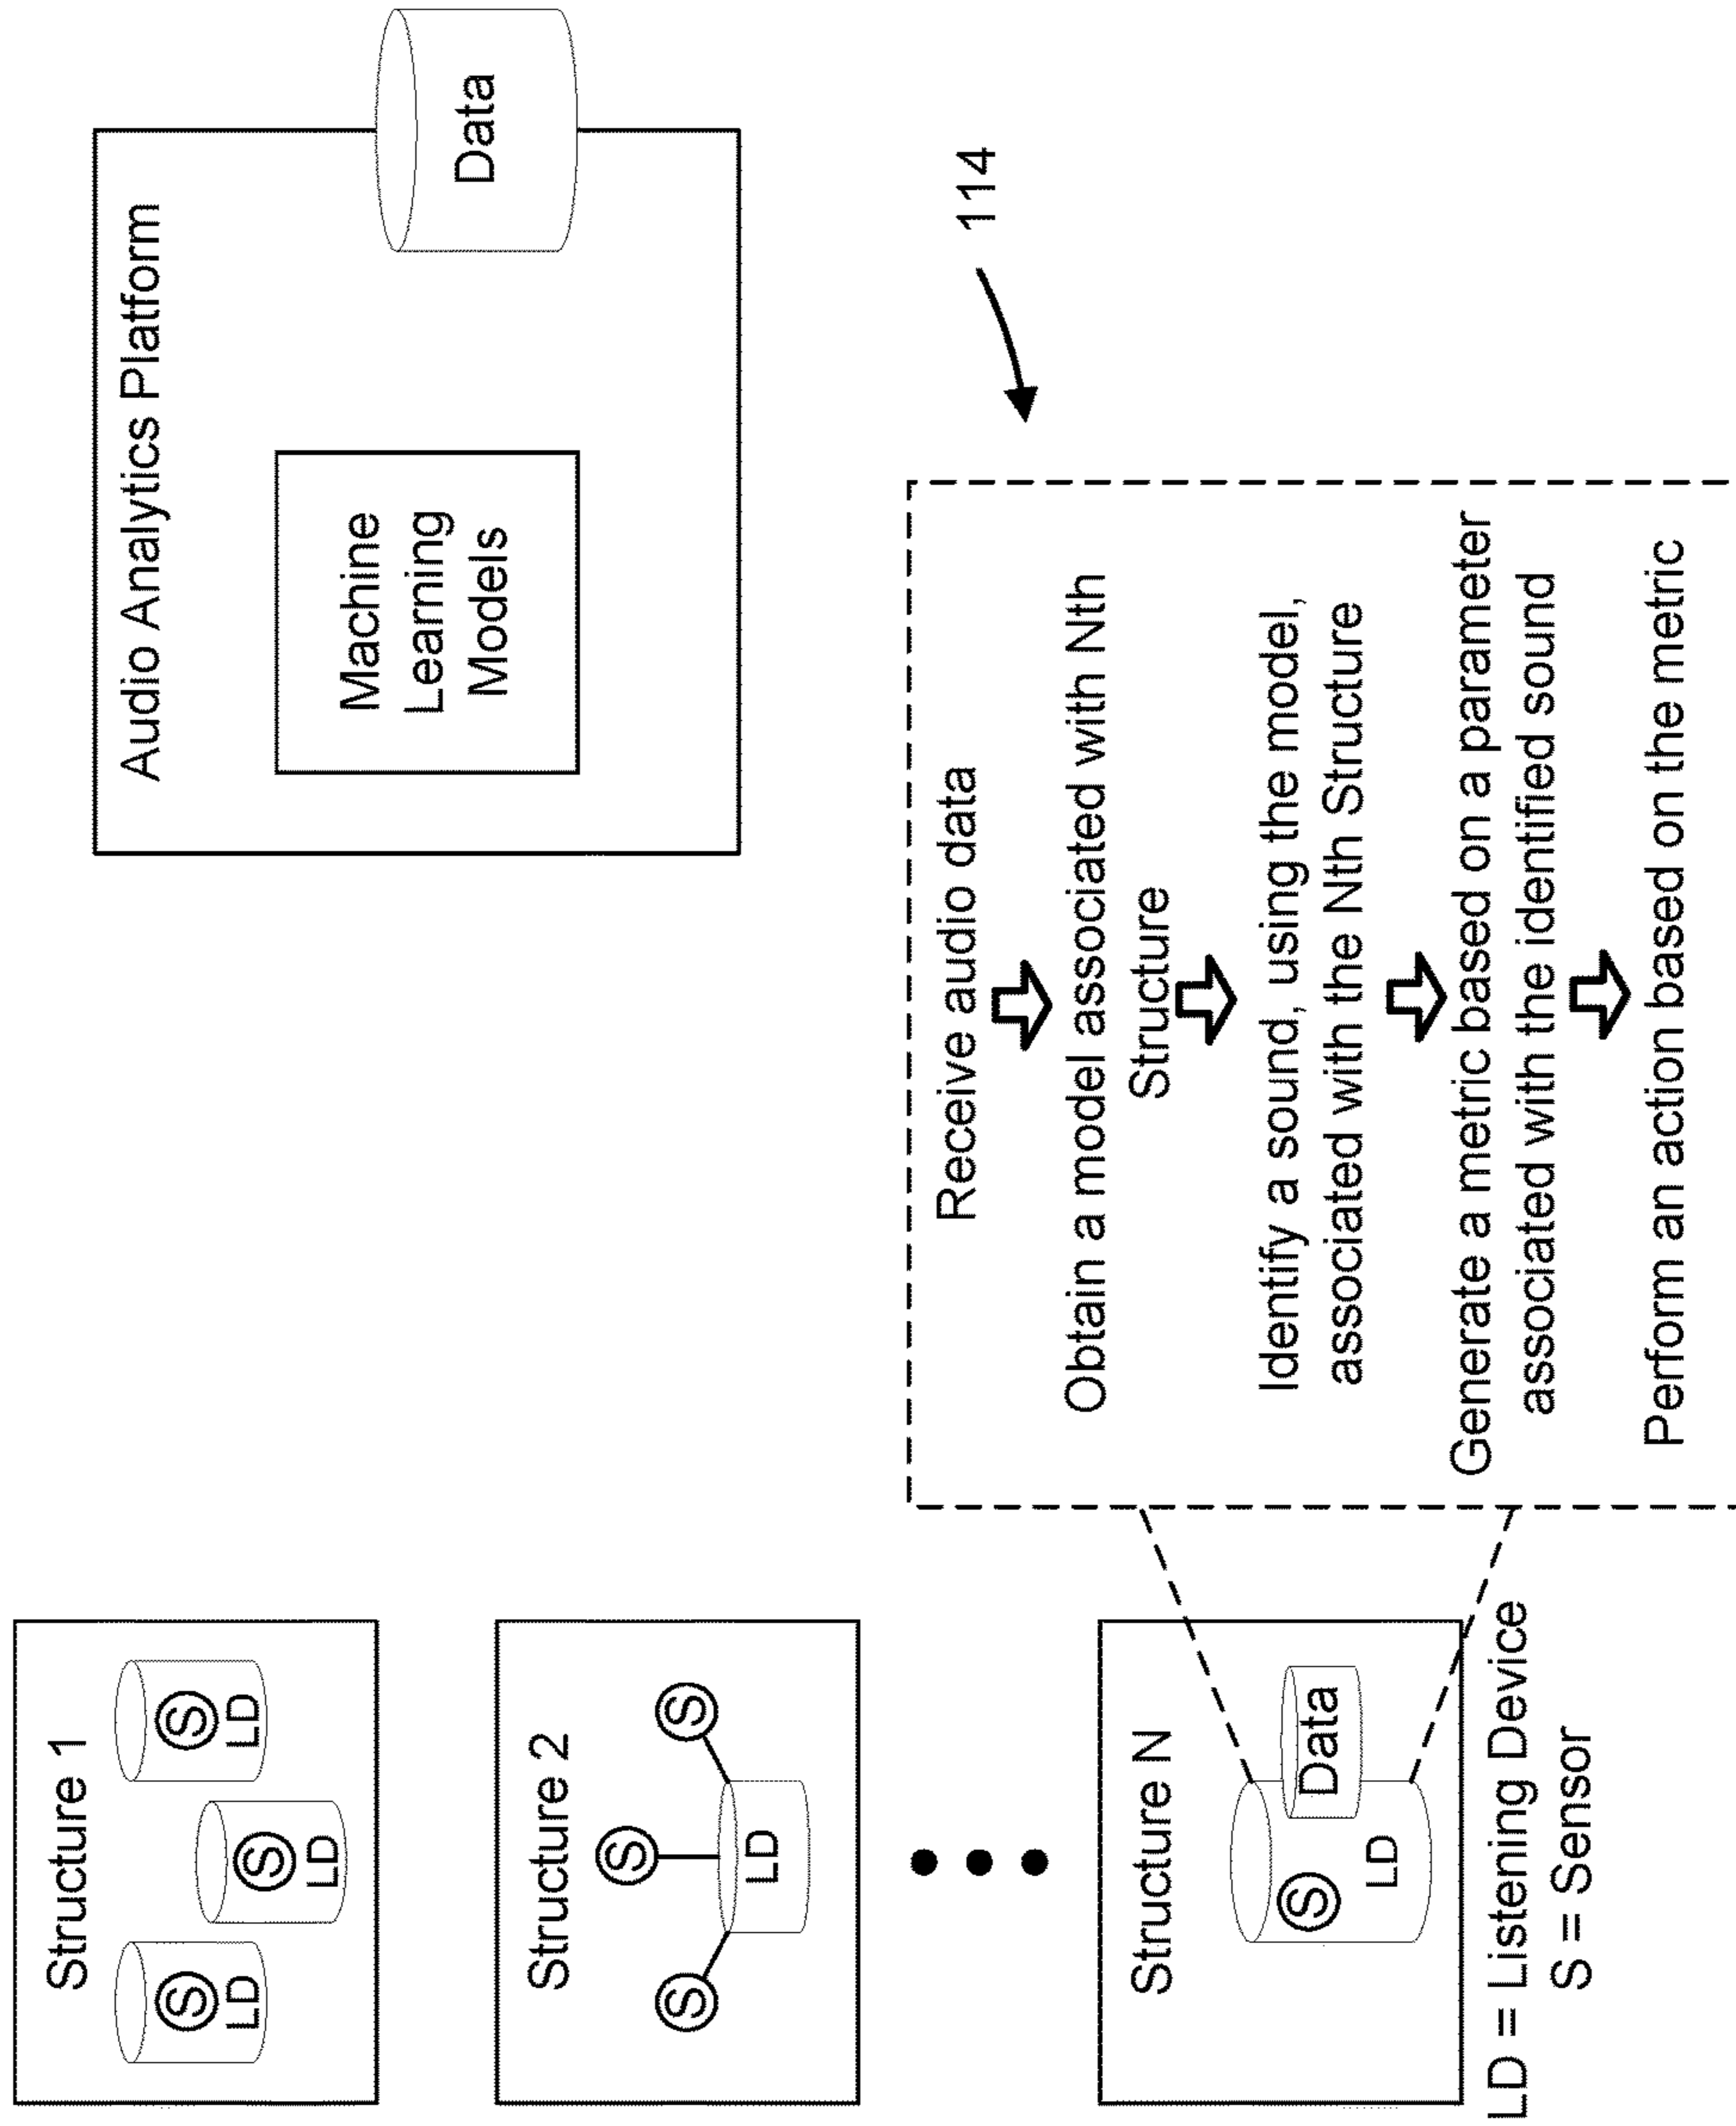 Structure 1
S
LD
S
LD
S
LD
Structure 2
S
S
S
LD
Structure N
S
LD
Data
LD = Listening Device
S = Sensor
Audio Analytics Platform
Machine
Learning
Models
Data
114
Receive audio data
Obtain a model associated with Nth
Structure
Identify a sound, using the model,
associated with the Nth Structure
Generate a metric based on a parameter
associated with the identified sound
Perform an action based on the metric